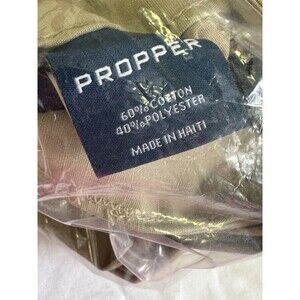 PROPPER
60% COTTON
40% POLYESTER
MADE IN HAITI